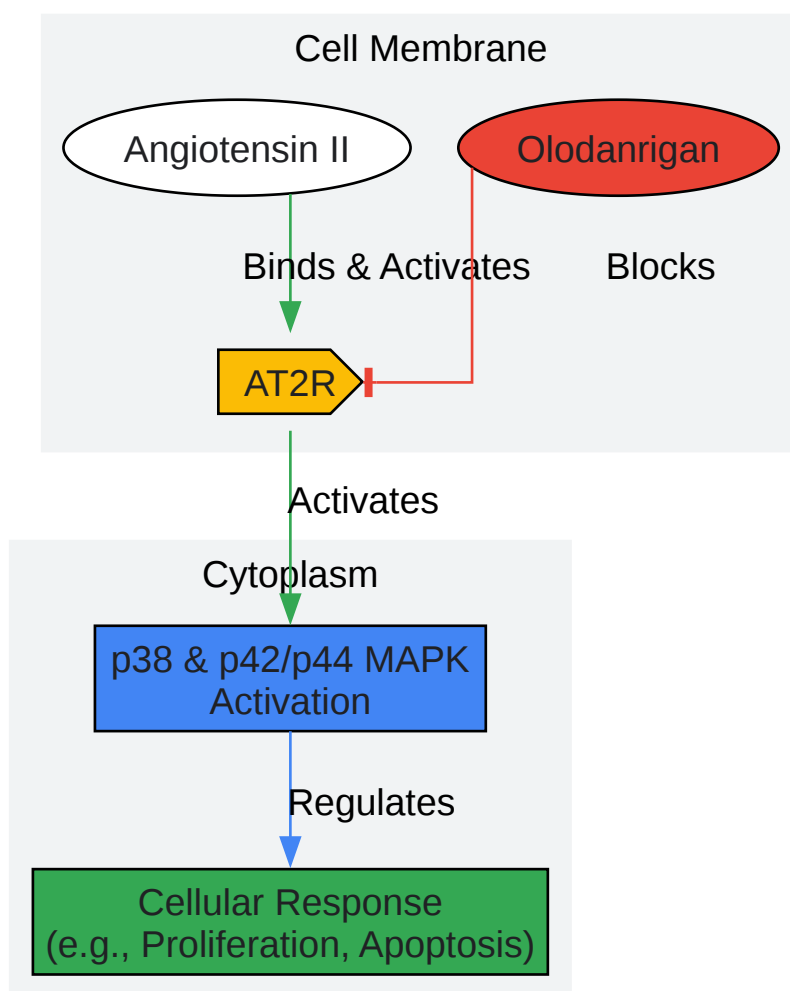 Cell Membrane
Angiotensin II
Olodanrigan
Binds & Activates
Blocks
AT2R
Activates
Cytoplasm
p38 & p42/p44 MAPK
Activation
Regulates
Cellular Response
(e.g., Proliferation, Apoptosis)